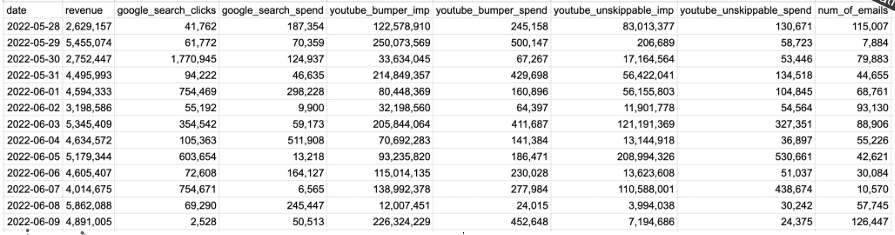 date revenue google_search_clicks google_search_spend youtube_bumper_imp youtube_bumper_spend youtube_unskippable_imp youtube_unskippable_spend num_of_emails
2022-05-28 2,629,157 41,762 187,354 122,578,910 245,158 83,013,377 130,671 115,007
2022-05-29 5,455,074 61,772 70,359 250,073,569 500,147 206,689 58,723 7,884
2022-05-30 2,752,447 1,770,945 124,937 33,634,045 67,267 17,164,564 53,446 79,883
2022-05-31 4,495,993 94,222 46,635 214,849,357 429,698 56,422,041 134,518 44,655
2022-06-01 4,594,333 754,469 298,228 80,448,369 160,896 56,155,803 104,845 68,761
2022-06-02 3,198,586 55,192 9,900 32,198,560 64,397 11,901,778 54,564 93,130
2022-06-03 5,345,409 354,542 59,173 205,844,064 411,687 121,191,369 327,351 88,906
2022-06-04 4,634,572 105,363 511,908 70,692,283 141,384 13,144,918 36,897 55,226
2022-06-05 5,179,344 603,654 13,218 93,235,820 186,471 208,994,326 530,661 42,621
2022-06-06 4,605,407 72,608 164,127 115,014,135 230,028 13,623,608 51,037 30,084
2022-06-07 4,014,675 754,671 6,565 138,992,378 277,984 110,588,001 438,674 10,570
2022-06-08 5,862,088 69,290 245,447 12,007,451 24,015 3,994,038 30,242 57,745
2022-06-09 4,891,005 2,528 50,513 226,324,229 452,648 7,194,686 24,375 126,447